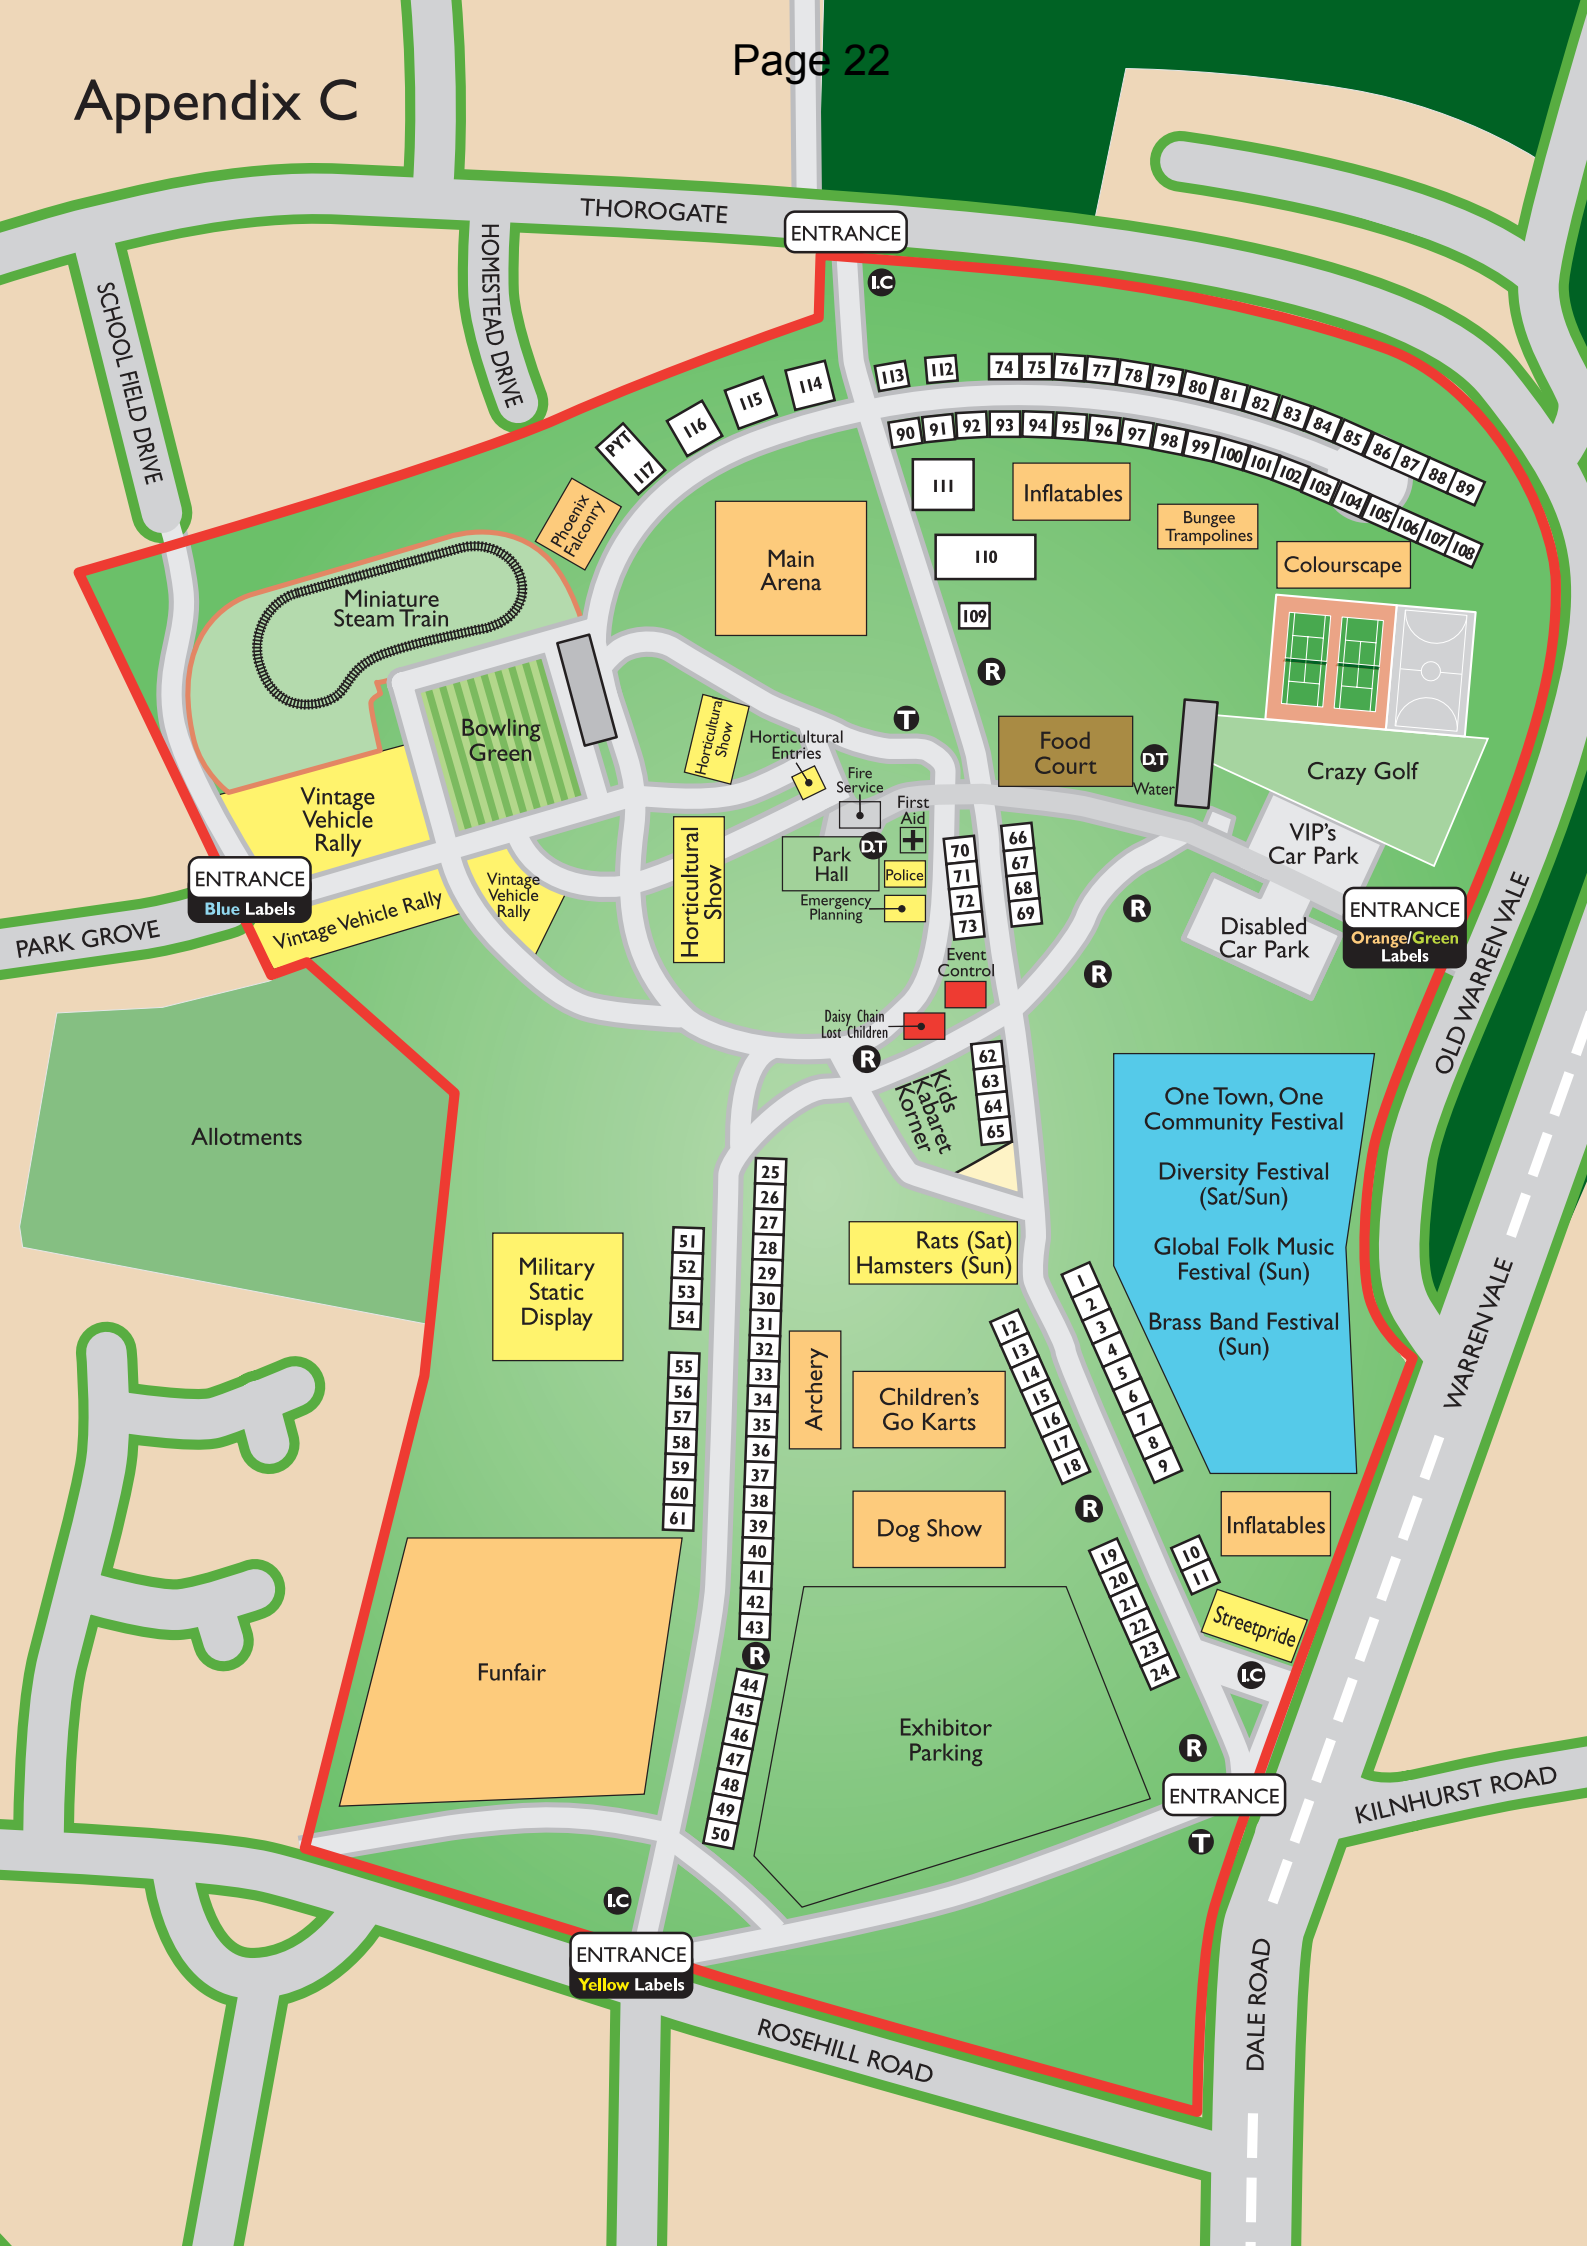 Page 22
Appendix C
THOROGATE
ENTRANCE
HOMESTEAD DRIVE
SCHOOL FIELD DRIVE
I.C
113
112
74
75
76
77
78
79
80
81
82
83
84
85
86
87
88
89
114
115
116
PYT
117
90
91
92
93
94
95
96
97
98
99
100
101
102
103
104
105
106
107
108
111
Inflatables
Bungee
Trampolines
Colourscape
Phoenix
Falconry
Main
Arena
110
109
Miniature
Steam Train
R
T
Bowling
Green
Horticultural
Show
Horticultural
Entries
Fire
Service
First
Aid
Food
Court
D.T
Water
Crazy Golf
VIP's
Car Park
Vintage
Vehicle
Rally
ENTRANCE
Blue Labels
Vintage Vehicle Rally
Vintage
Vehicle
Rally
PARK GROVE
Horticultural
Show
Park
Hall
D.T
Police
Emergency
Planning
70
71
72
73
66
67
68
69
R
Disabled
Car Park
ENTRANCE
Orange/Green
Labels
OLD WARRENVALE
Event
Control
R
Daisy Chain
Lost Children
R
Kids
Kabaret
Korner
62
63
64
65
Allotments
One Town, One
Community Festival
Diversity Festival
(Sat/Sun)
Global Folk Music
Festival (Sun)
Brass Band Festival
(Sun)
WARRENVALE
25
26
27
28
29
30
31
32
33
34
35
36
37
38
39
40
41
42
43
R
44
45
46
47
48
49
50
51
52
53
54
55
56
57
58
59
60
61
Military
Static
Display
Rats (Sat)
Hamsters (Sun)
Archery
Children's
Go Karts
Dog Show
1
2
3
4
5
6
7
8
9
10
11
12
13
14
15
16
17
18
R
19
20
21
22
23
24
Inflatables
Streetpride
I.C
Funfair
Exhibitor
Parking
R
ENTRANCE
T
KILNHURST ROAD
I.C
ENTRANCE
Yellow Labels
ROSEHILL ROAD
DALE ROAD